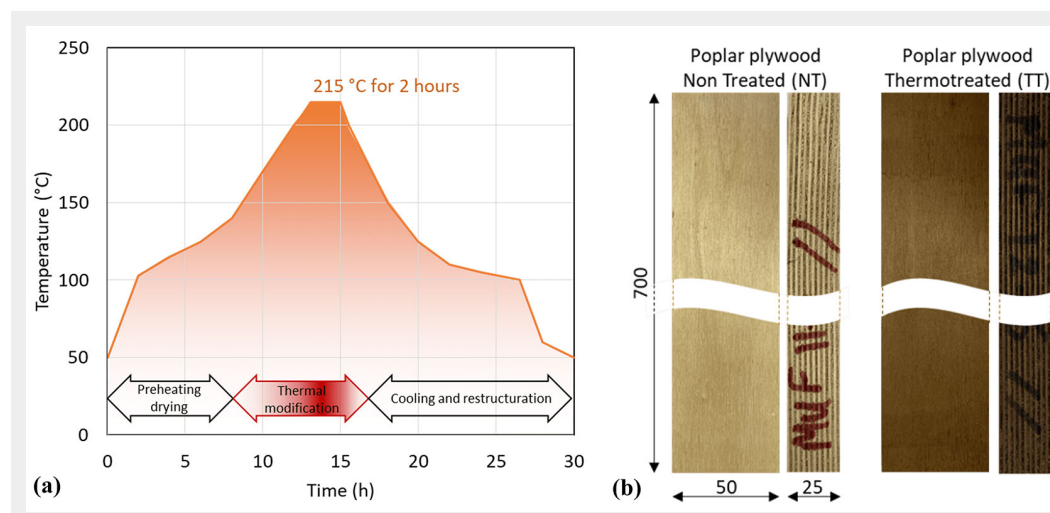 250
200
150
100
50
0
Temperature (°C)
215 °C for 2 hours
Preheating
drying
Thermal
modification
Cooling and restructuration
0 5 10 15 20 25 30
Time (h)
(a)
Poplar plywood
Non Treated (NT)
Poplar plywood
Thermotreated (TT)
700
MUF 11
//
//
50
25
(b)